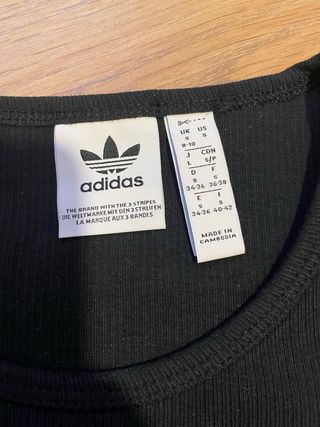 adidas
THE BRAND WITH THE 3 STRIPES
DIE WELTMARKE MIT DEN 3 STREIFEN
LA MARQUE AUX 3 BANDES
UK US
S S
8-10
J CDN
L S/P
D F
S S
34-36 36-38
E F
S S
34-36 40-42
MADE IN
CAMBODIA